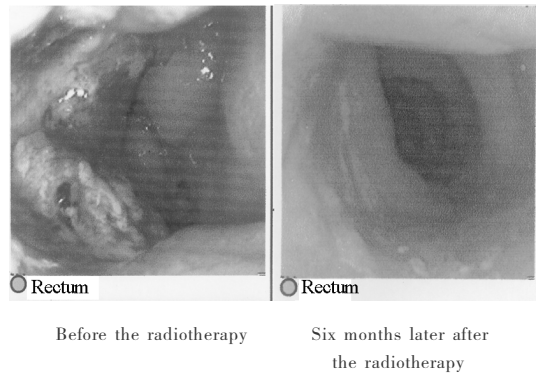 Rectum
Rectum
Before the radiotherapy
Six months later after
the radiotherapy